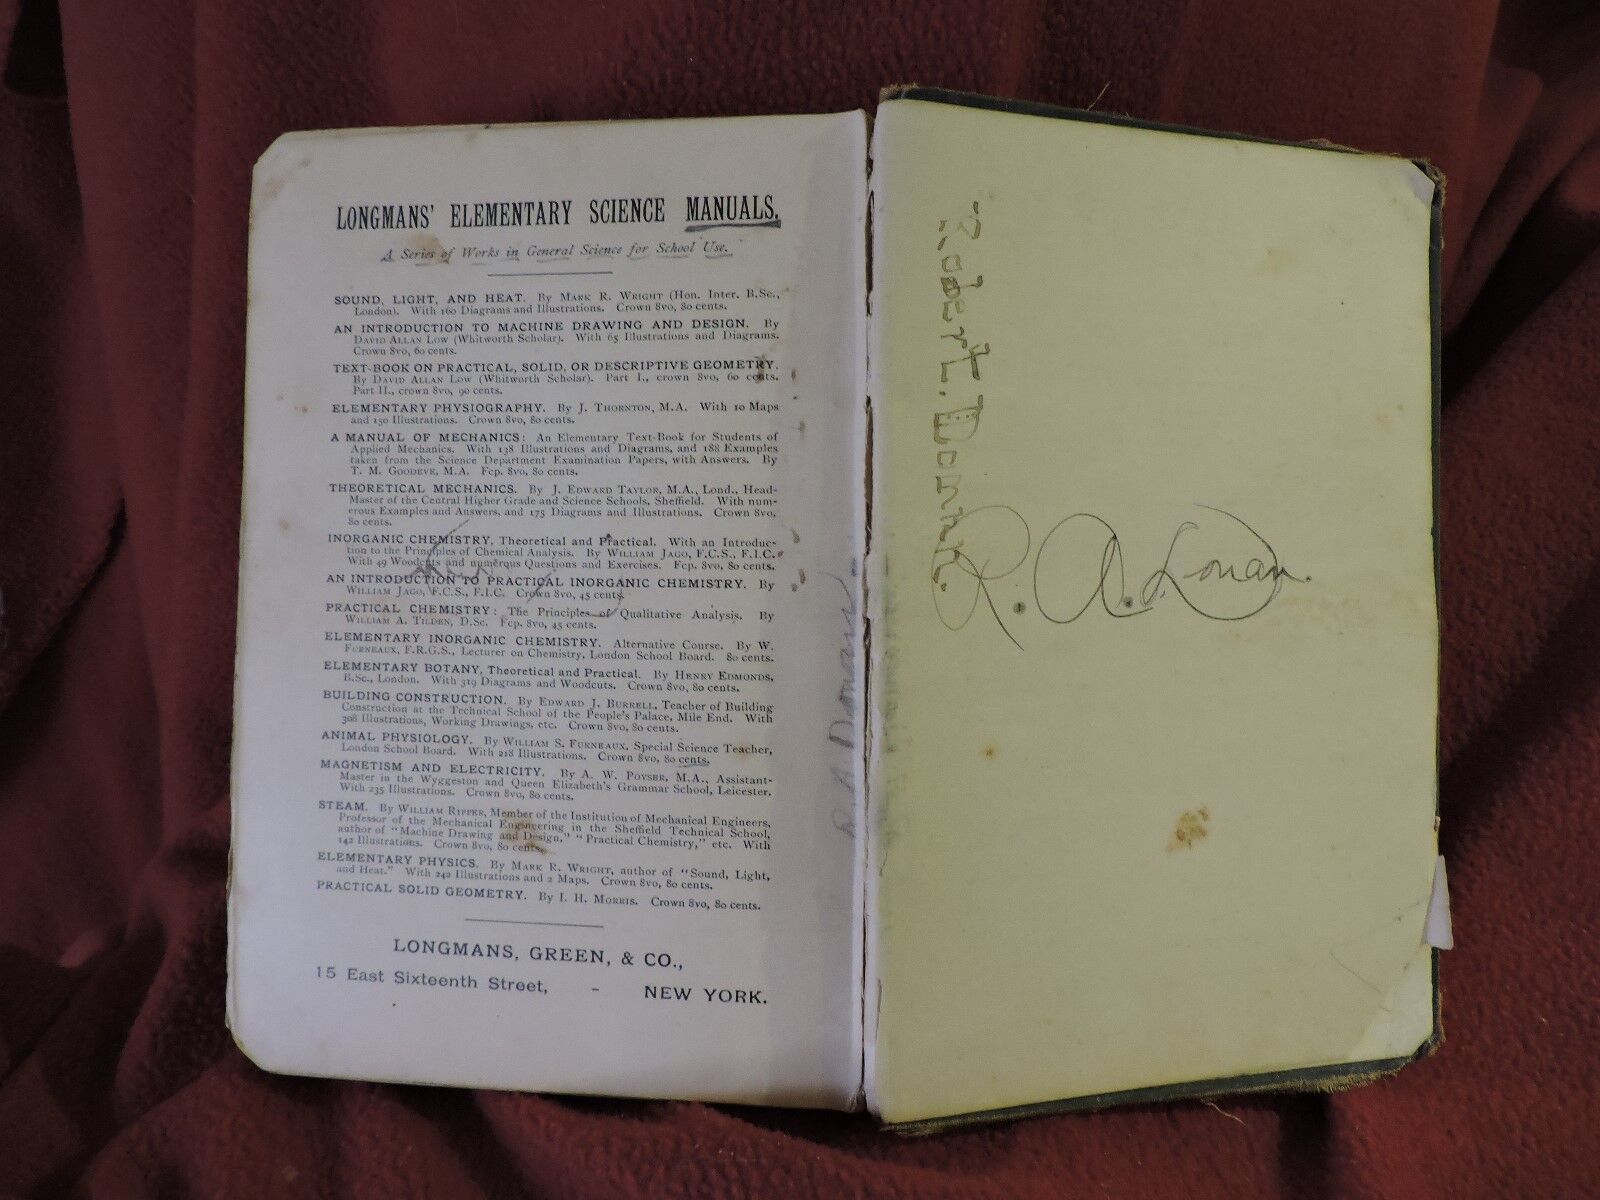 LONGMANS' ELEMENTARY SCIENCE MANUALS.
A Series of Works in General Science for School Use.
SOUND, LIGHT, AND HEAT. By MARK R. WRIGHT (Hon. Inter. B.Sc.,
London). With 160 Diagrams and Illustrations. Crown 8vo, 80 cents.
AN INTRODUCTION TO MACHINE DRAWING AND DESIGN. By
DAVID ALLAN LOW (Whitworth Scholar). With 65 Illustrations and Diagrams.
Crown 8vo, 60 cents.
TEXT-BOOK ON PRACTICAL, SOLID, OR DESCRIPTIVE GEOMETRY.
By DAVID ALLAN LOW (Whitworth Scholar). Part I., crown 8vo, 60 cents.
Part II., crown 8vo, 90 cents.
ELEMENTARY PHYSIOGRAPHY. By J. THORNTON, M.A. With 10 Maps
and 150 Illustrations. Crown 8vo, 80 cents.
A MANUAL OF MECHANICS: An Elementary Text-Book for Students of
Applied Mechanics. With 138 Illustrations and Diagrams, and 188 Examples
taken from the Science Department Examination Papers, with Answers. By
T. M. GOODEVE, M.A. Fcp. 8vo, 80 cents.
THEORETICAL MECHANICS. By J. EDWARD TAYLOR, M.A., Lond., Head-
Master of the Central Higher Grade and Science Schools, Sheffield. With num-
erous Examples and Answers, and 175 Diagrams and Illustrations. Crown 8vo,
80 cents.
INORGANIC CHEMISTRY, Theoretical and Practical. With an Introduc-
tion to the Principles of Chemical Analysis. By WILLIAM JAGO, F.C.S., F.I.C.
With 49 Woodcuts and numerous Questions and Exercises. Fcp. 8vo, 80 cents.
AN INTRODUCTION TO PRACTICAL INORGANIC CHEMISTRY. By
WILLIAM JAGO, F.C.S., F.I.C. Crown 8vo, 45 cents.
PRACTICAL CHEMISTRY: The Principles of Qualitative Analysis. By
WILLIAM A. TILDEN, D.Sc. Fcp. 8vo, 45 cents.
ELEMENTARY INORGANIC CHEMISTRY. Alternative Course. By W.
FURNEAUX, F.R.G.S., Lecturer on Chemistry, London School Board. 80 cents.
ELEMENTARY BOTANY, Theoretical and Practical. By HENRY EDMONDS,
B.Sc., London. With 319 Diagrams and Woodcuts. Crown 8vo, 80 cents.
BUILDING CONSTRUCTION. By EDWARD J. BURRELL, Teacher of Building
Construction at the Technical School of the People's Palace, Mile End. With
308 Illustrations, Working Drawings, etc. Crown 8vo, 80 cents.
ANIMAL PHYSIOLOGY. By WILLIAM S. FURNEAUX, Special Science Teacher,
London School Board. With 218 Illustrations. Crown 8vo, 80 cents.
MAGNETISM AND ELECTRICITY. By A. W. POYSER, M.A., Assistant-
Master in the Wyggeston and Queen Elizabeth's Grammar School, Leicester.
With 235 Illustrations. Crown 8vo, 80 cents.
STEAM. By WILLIAM RIPPER, Member of the Institution of Mechanical Engineers,
Professor of the Mechanical Engineering in the Sheffield Technical School,
author of "Machine Drawing and Design," "Practical Chemistry," etc. With
142 Illustrations. Crown 8vo, 80 cents.
ELEMENTARY PHYSICS. By MARK R. WRIGHT, author of "Sound, Light,
and Heat." With 242 Illustrations and 2 Maps. Crown 8vo, 80 cents.
PRACTICAL SOLID GEOMETRY. By I. H. MORRIS. Crown 8vo, 80 cents.
LONGMANS, GREEN, & CO.,
15 East Sixteenth Street, - NEW YORK.
R. A. Donan.
R. A. Donan.